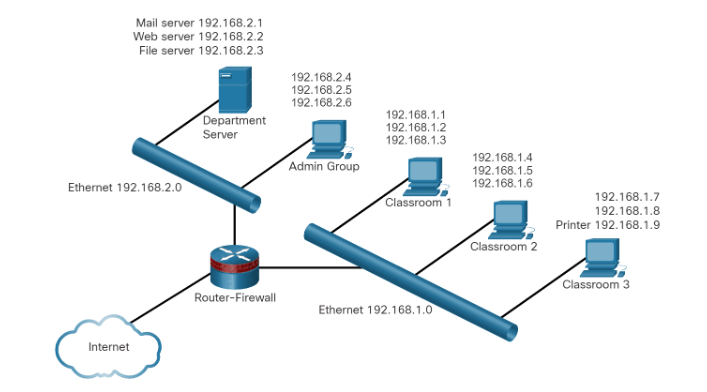 Mail server 192.168.2.1
Web server 192.168.2.2
File server 192.168.2.3
Department
Server
192.168.2.4
192.168.2.5
192.168.2.6
Admin Group
Ethernet 192.168.2.0
192.168.1.1
192.168.1.2
192.168.1.3
Classroom 1
192.168.1.4
192.168.1.5
192.168.1.6
Classroom 2
192.168.1.7
192.168.1.8
Printer 192.168.1.9
Classroom 3
Router-Firewall
Ethernet 192.168.1.0
Internet